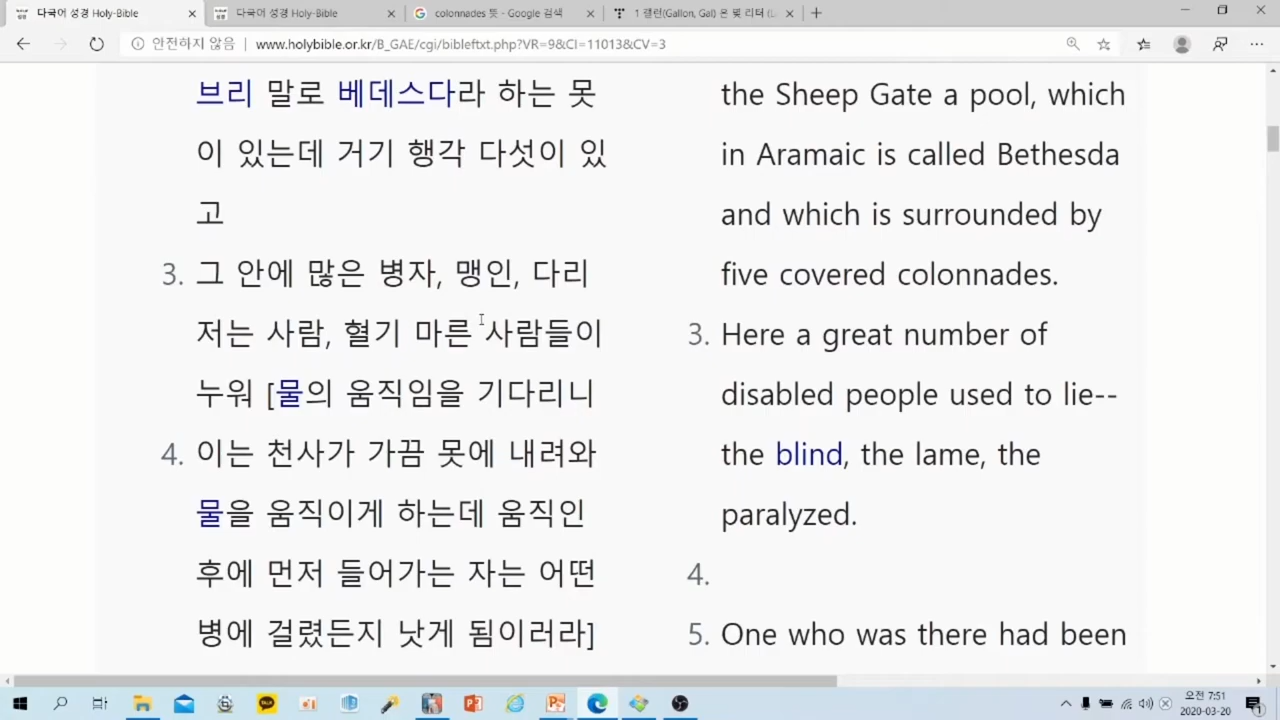 다국어 성경 Holy-Bible
다국어 성경 Holy-Bible
colonnades 뜻 - Google 검색
1 갤런(Gallon, Gal) 은 몇 리터 (L
안전하지 않음
www.holybible.or.kr/B_GAE/cgi/bibleftxt.php?VR=9&CI=11013&CV=3
브리 말로 베데스다라 하는 못
이 있는데 거기 행각 다섯이 있
고
3. 그 안에 많은 병자, 맹인, 다리
저는 사람, 혈기 마른 사람들이
누워 [물의 움직임을 기다리니
4. 이는 천사가 가끔 못에 내려와
물을 움직이게 하는데 움직인
후에 먼저 들어가는 자는 어떤
병에 걸렸든지 낫게 됨이러라]
the Sheep Gate a pool, which
in Aramaic is called Bethesda
and which is surrounded by
five covered colonnades.
3. Here a great number of
disabled people used to lie--
the blind, the lame, the
paralyzed.
4.
5. One who was there had been
오전 7:51
2020-03-20